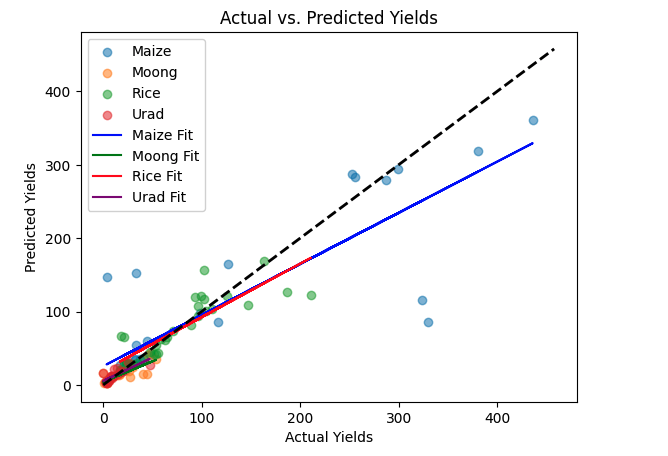 Actual vs. Predicted Yields
Maize
Moong
Rice
Urad
Maize Fit
Moong Fit
Rice Fit
Urad Fit
Predicted Yields
400
300
200
100
0
0 100 200 300 400
Actual Yields